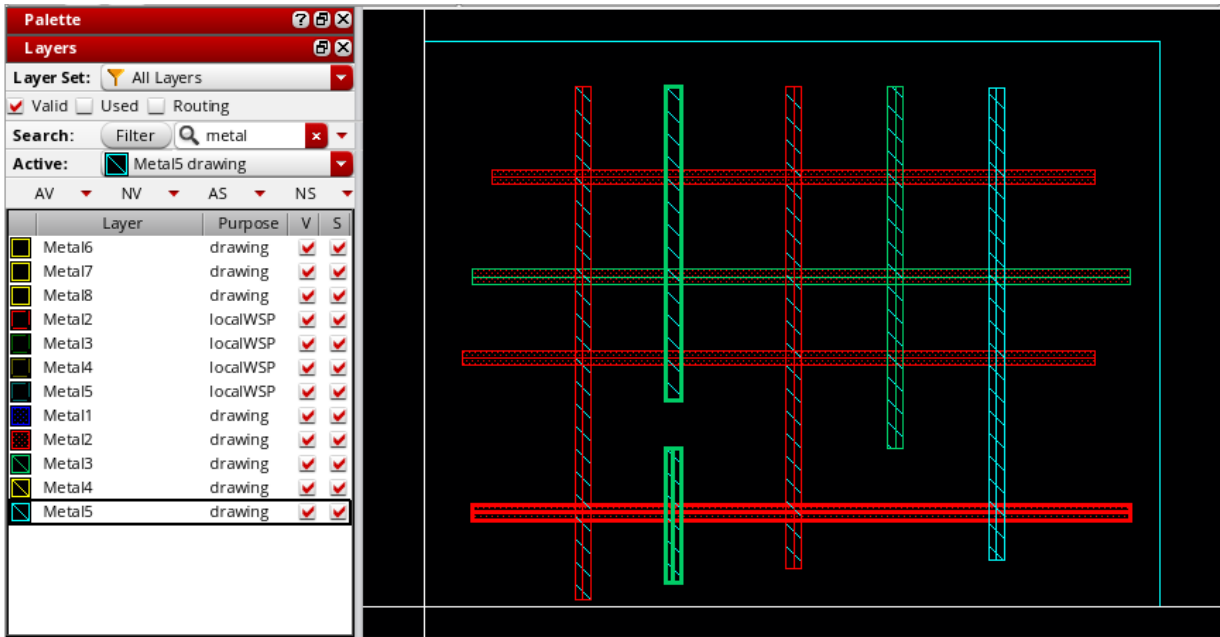 Palette
Layers
Layer Set: All Layers
Valid Used Routing
Search: Filter metal
Active: Metal5 drawing
AV NV AS NS
Layer Purpose V S
Metal6 drawing
Metal7 drawing
Metal8 drawing
Metal2 localWSP
Metal3 localWSP
Metal4 localWSP
Metal5 localWSP
Metal1 drawing
Metal2 drawing
Metal3 drawing
Metal4 drawing
Metal5 drawing